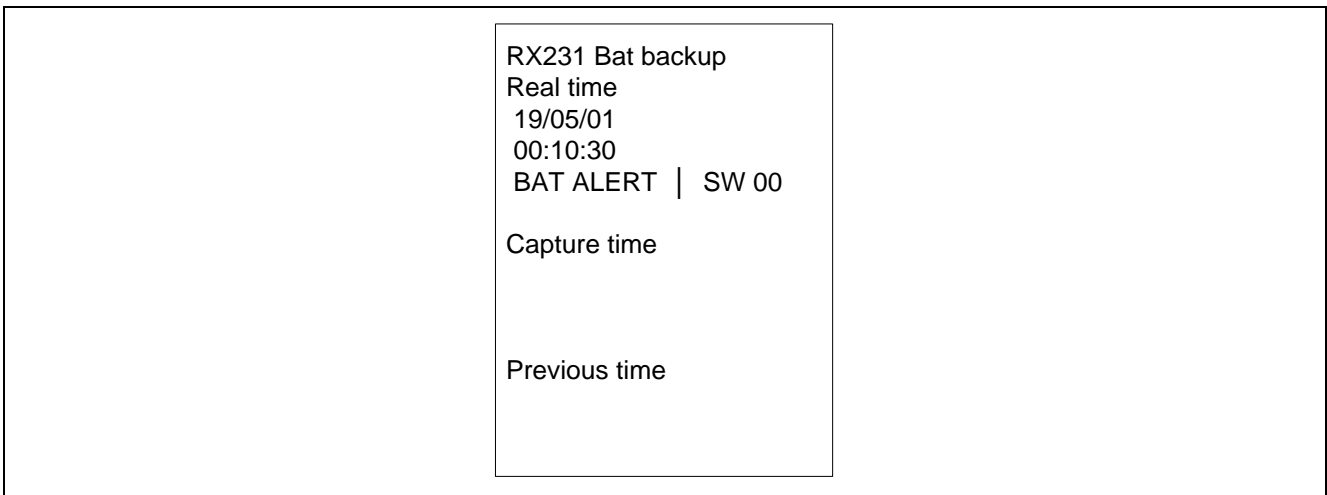 RX231 Bat backup
Real time
19/05/01
00:10:30
BAT ALERT | SW 00
Capture time
Previous time